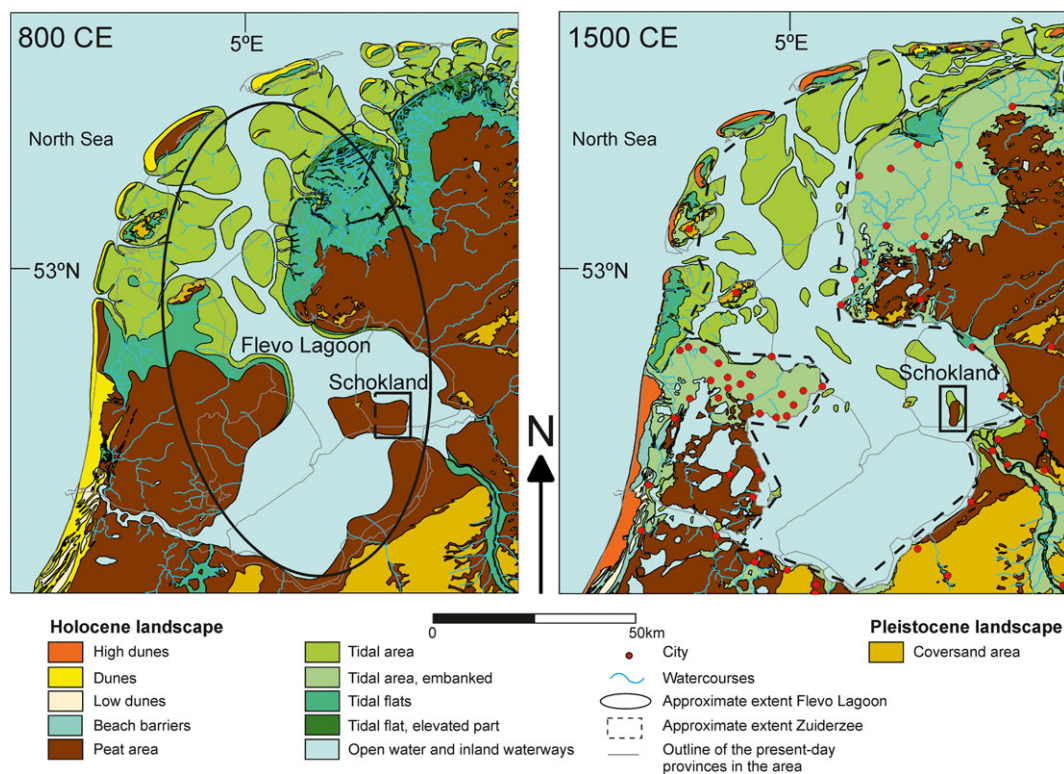 800 CE
5ºE
North Sea
53ºN
Flevo Lagoon
Schokland
N
1500 CE
5ºE
North Sea
53ºN
Schokland
0
50km
Holocene landscape
High dunes
Dunes
Low dunes
Beach barriers
Peat area
Tidal area
Tidal area, embanked
Tidal flats
Tidal flat, elevated part
Open water and inland waterways
City
Watercourses
Approximate extent Flevo Lagoon
Approximate extent Zuiderzee
Outline of the present-day
provinces in the area
Pleistocene landscape
Coversand area